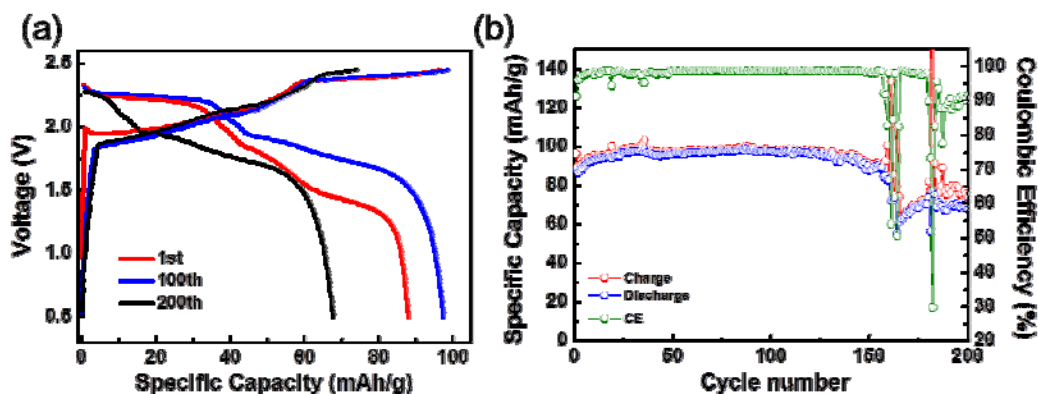 (a)
2.5
2.0
1.5
1.0
0.5
Voltage (V)
1st
100th
200th
0 20 40 60 80 100
Specific Capacity (mAh/g)
(b)
140
120
100
80
60
40
20
0
Specific Capacity (mAh/g)
Charge
Discharge
CE
0 50 100 150 200
Cycle number
100
90
80
70
60
50
40
30
20
Coulombic Efficiency (%)